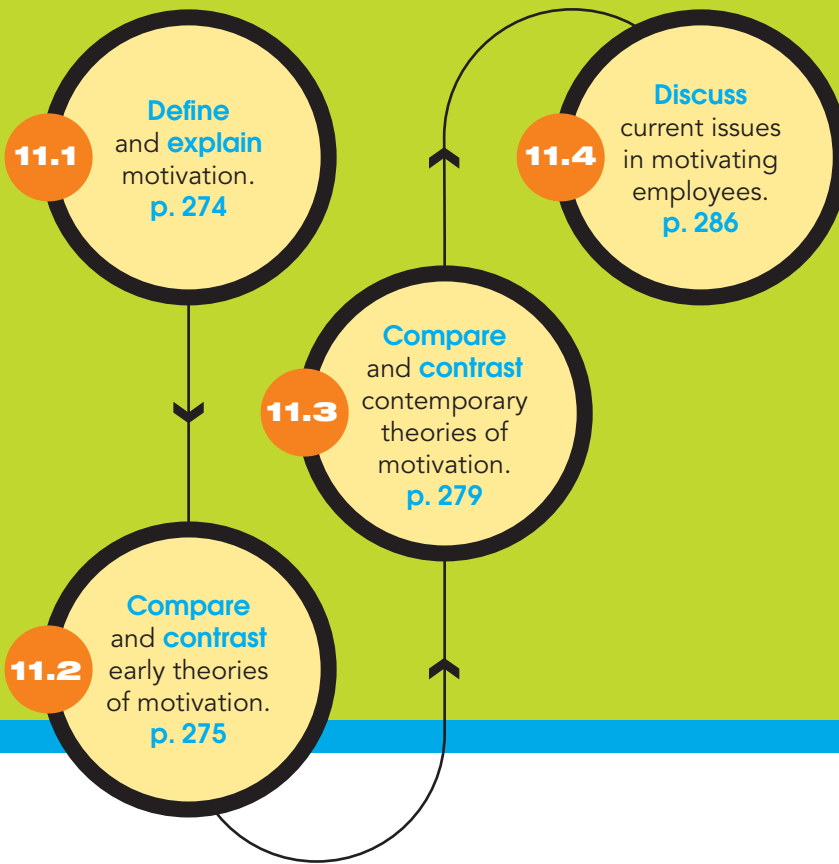 11.1
Define
and explain
motivation.
p. 274
11.2
Compare
and contrast
early theories
of motivation.
p. 275
11.3
Compare
and contrast
contemporary
theories of
motivation.
p. 279
11.4
Discuss
current issues
in motivating
employees.
p. 286